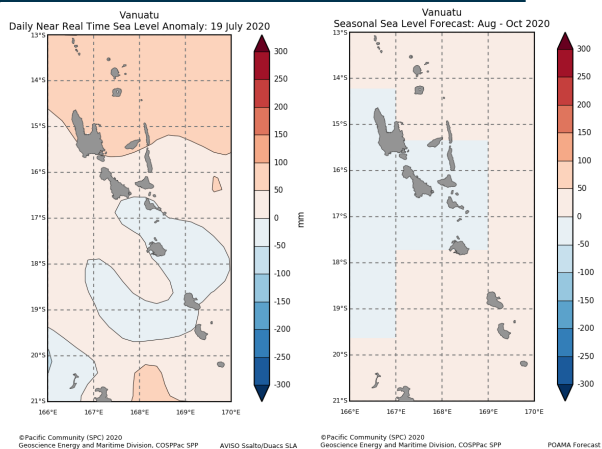 Vanuatu
Daily Near Real Time Sea Level Anomaly: 19 July 2020
13°S
14°S
15°S
16°S
17°S
18°S
19°S
20°S
21°S
166°E
167°E
168°E
169°E
170°E
300
250
200
150
100
50
0
-50
-100
-150
-200
-250
-300
mm
©Pacific Community (SPC) 2020
Geoscience Energy and Maritime Division, COSPPac SPP
AVISO Ssalto/Duacs SLA
Vanuatu
Seasonal Sea Level Forecast: Aug - Oct 2020
13°S
14°S
15°S
16°S
17°S
18°S
19°S
20°S
21°S
166°E
167°E
168°E
169°E
170°E
300
250
200
150
100
50
0
-50
-100
-150
-200
-250
-300
©Pacific Community (SPC) 2020
Geoscience Energy and Maritime Division, COSPPac SPP
POAMA Forecast